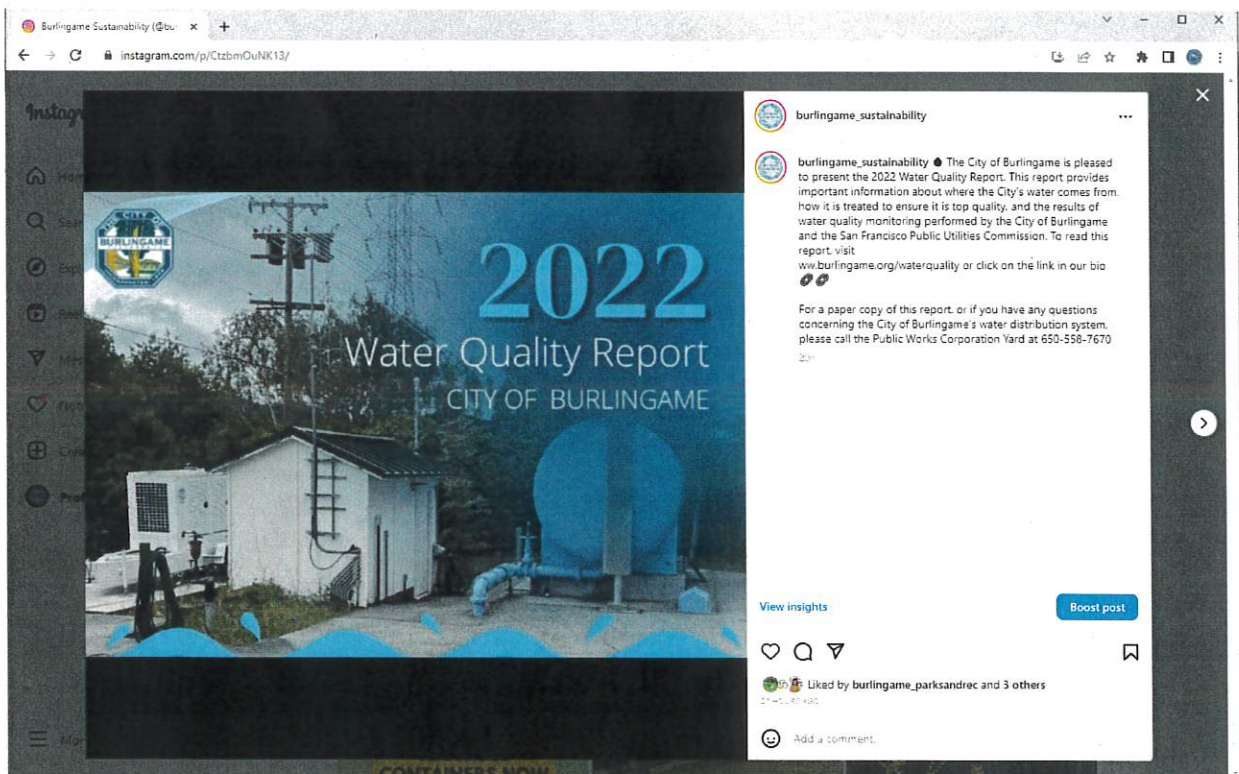 Burlingame Sustainability (@bu
instagram.com/p/CtzbmOuNK13/
burlingame_sustainability
burlingame_sustainability The City of Burlingame is pleased
to present the 2022 Water Quality Report. This report provides
important information about where the City's water comes from,
how it is treated to ensure it is top quality, and the results of
water quality monitoring performed by the City of Burlingame
and the San Francisco Public Utilities Commission. To read this
report, visit
ww.burlingame.org/waterquality or click on the link in our bio
For a paper copy of this report, or if you have any questions
concerning the City of Burlingame's water distribution system,
please call the Public Works Corporation Yard at 650-558-7670
THE CITY OF
BURLINGAME
2022
Water Quality Report
CITY OF BURLINGAME
View insights
Boost post
Liked by burlingame_parksandrec and 3 others
Add a comment.
CONTAINERS NOW